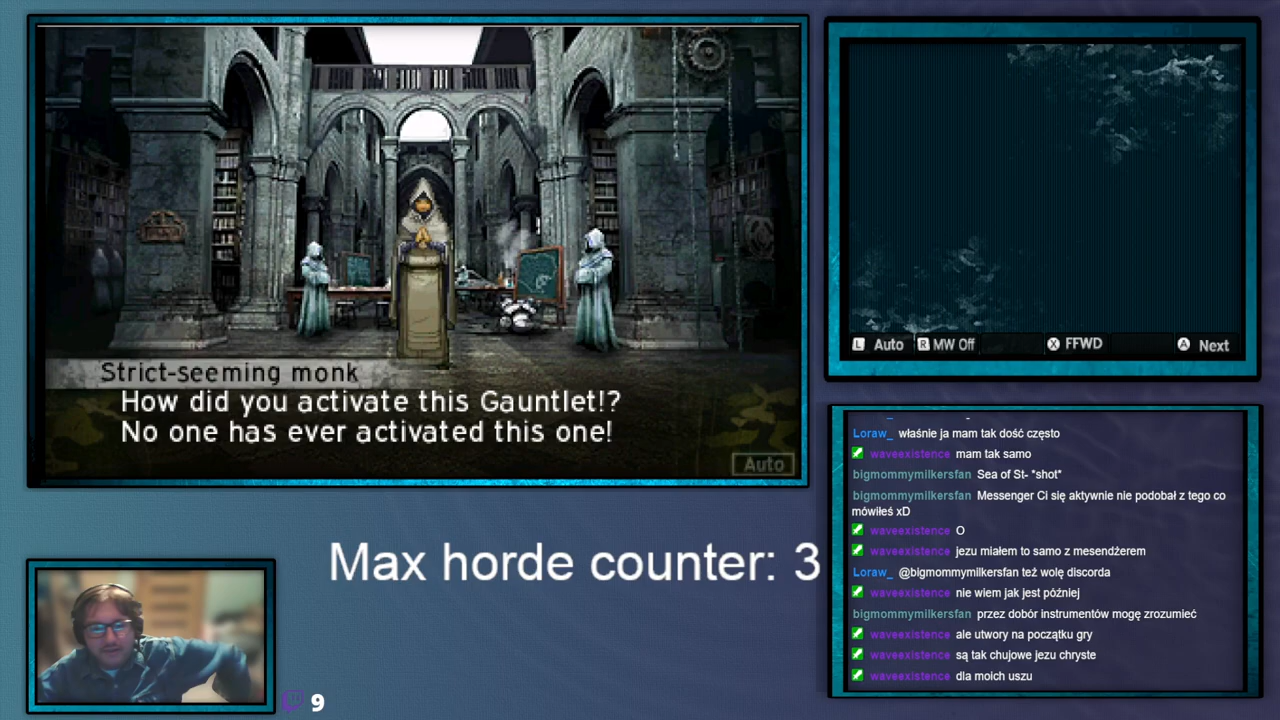 Strict-seeming monk
How did you activate this Gauntlet!?
No one has ever activated this one!
Auto
L Auto R MW Off X FFWD A Next
Max horde counter: 3
9
Loraw_ właśnie ja mam tak dość często
waveexistence mam tak samo
bigmommymilkersfan Sea of St- *shot*
bigmommymilkersfan Messenger Ci się aktywnie nie podobał z tego co
mówiłeś xD
waveexistence O
waveexistence jezu miałem to samo z mesendżerem
Loraw_ @bigmommymilkersfan też wolę discorda
waveexistence nie wiem jak jest później
bigmommymilkersfan przez dobór instrumentów mogę zrozumieć
waveexistence ale utwory na początku gry
waveexistence są tak chujowe jezu chryste
waveexistence dla moich uszu